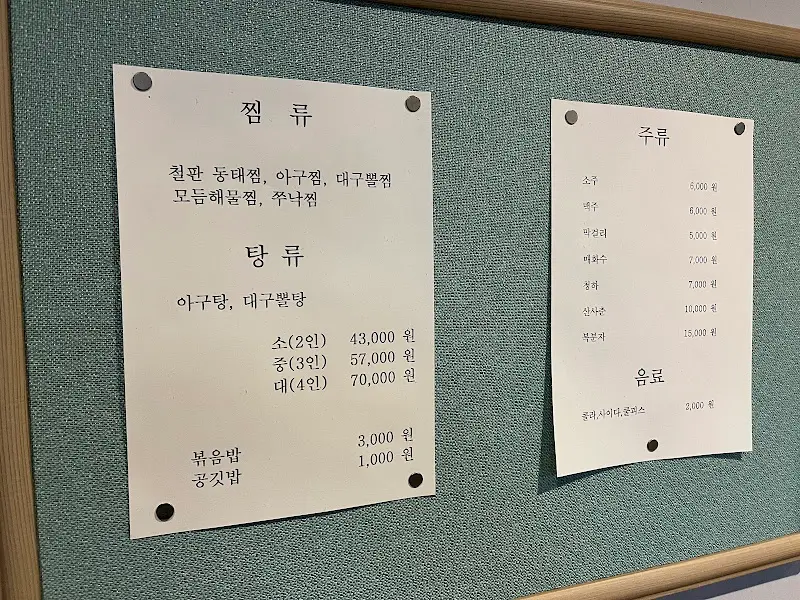 찜 류
철판 동태찜, 아구찜, 대구뽈찜
모듬해물찜, 쭈낙찜
탕 류
아구탕, 대구뽈탕
소(2인) 43,000 원
중(3인) 57,000 원
대(4인) 70,000 원
볶음밥 3,000 원
공깃밥 1,000 원
주류
소주 6,000 원
맥주 6,000 원
막걸리 5,000 원
매화수 7,000 원
청하 7,000 원
산사춘 10,000 원
복분자 15,000 원
음료
콜라,사이다,쿨피스 2,000 원